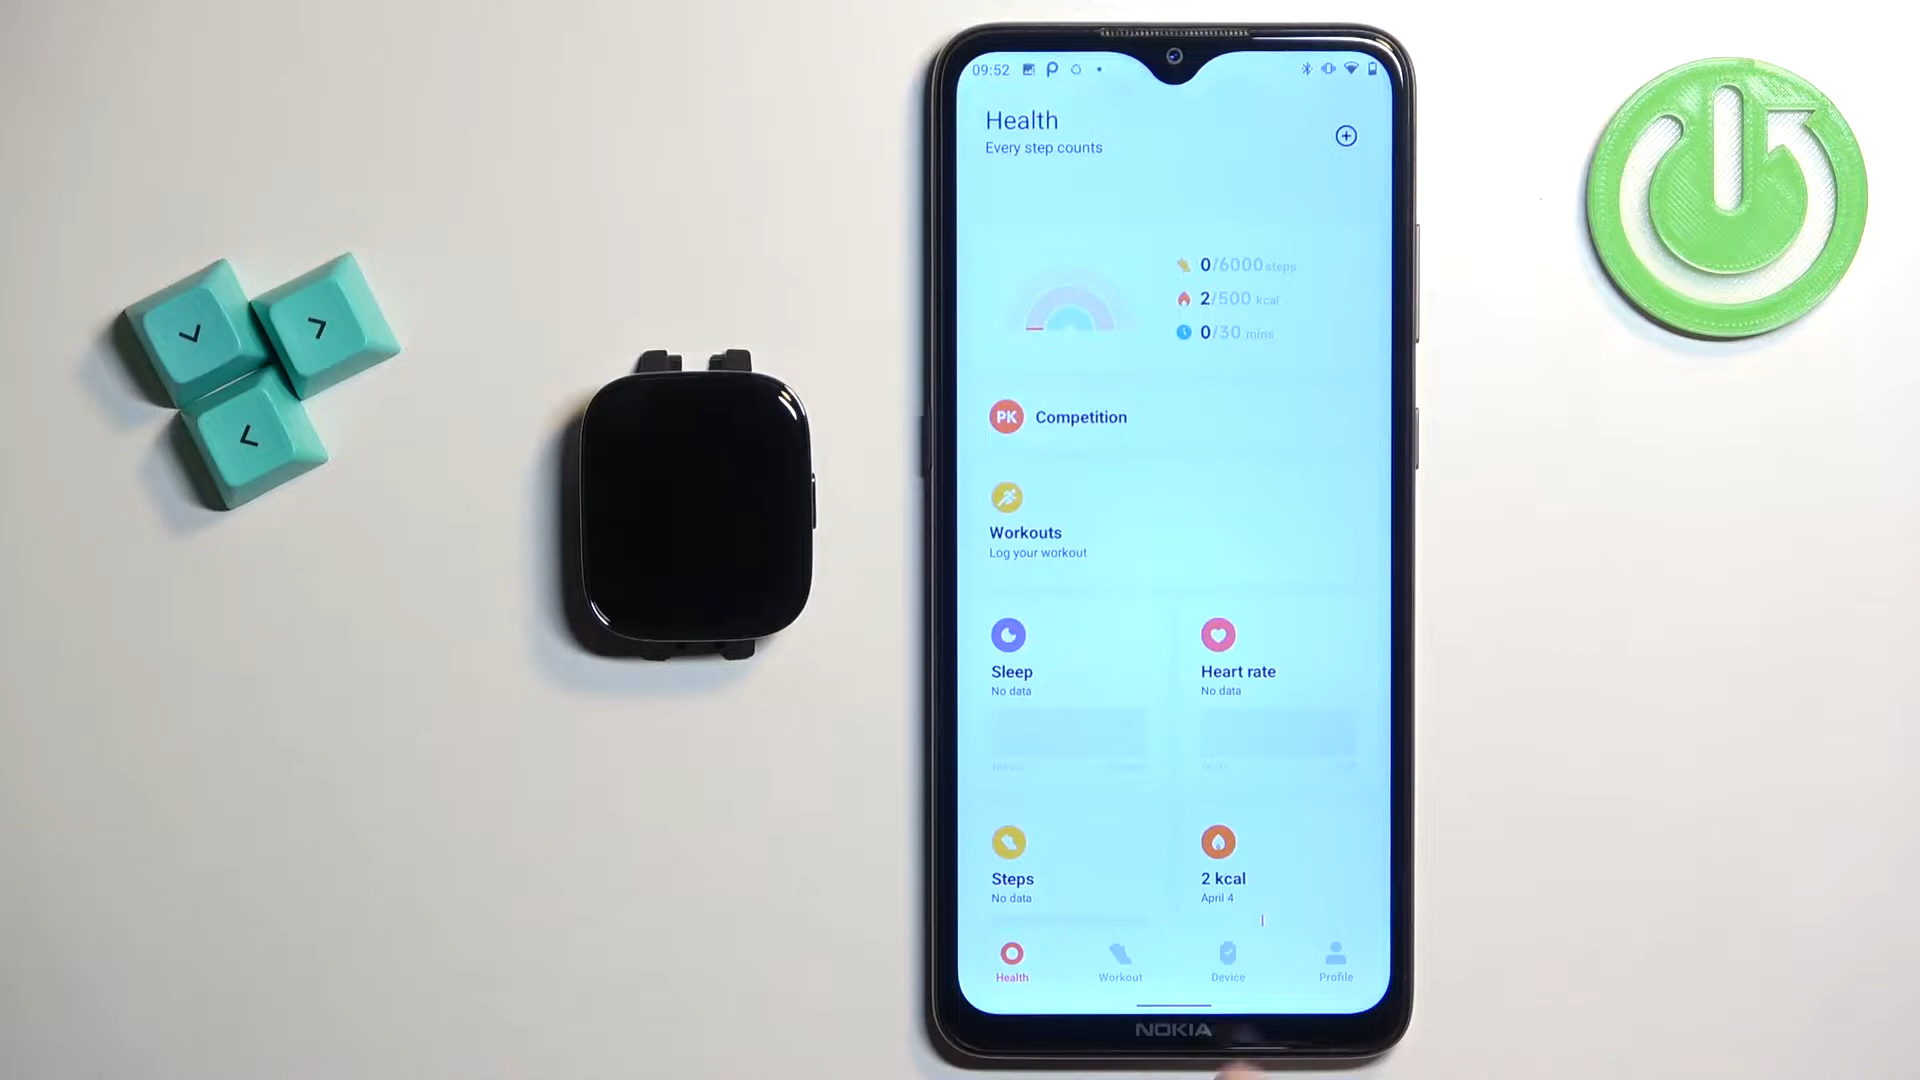 09:52
Health
Every step counts
0/6000 steps
2/500 kcal
0/30 mins
PK Competition
Workouts
Log your workout
Sleep
No data
Heart rate
No data
Steps
No data
2 kcal
April 4
Health
Workout
Device
Profile
NOKIA